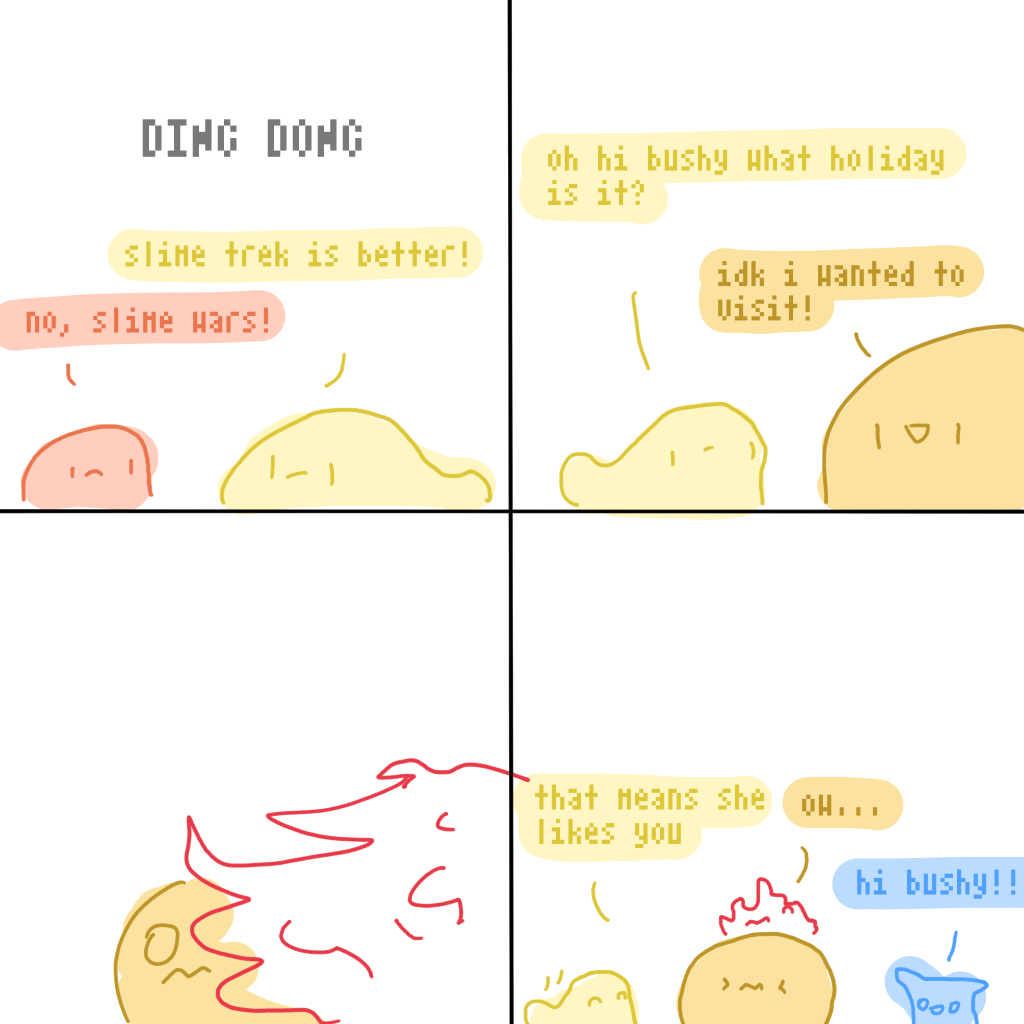 DING DONG
slime trek is better!
no, slime wars!
oh hi bushy what holiday
is it?
idk i wanted to
visit!
that means she
likes you
ow...
hi bushy!!